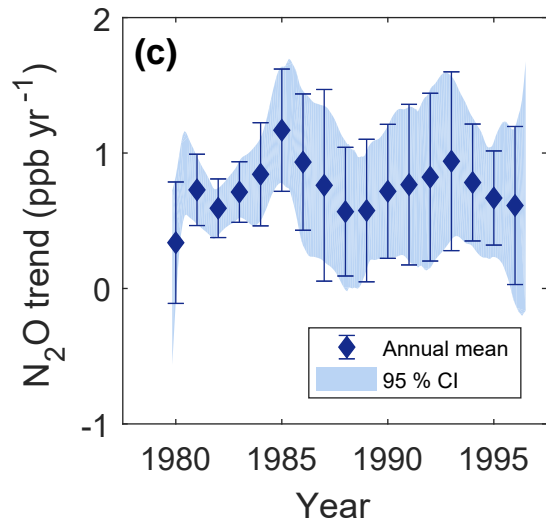 (c)
N₂O trend (ppb yr⁻¹)
2
1
0
-1
Annual mean
95 % CI
1980
1985
1990
1995
Year